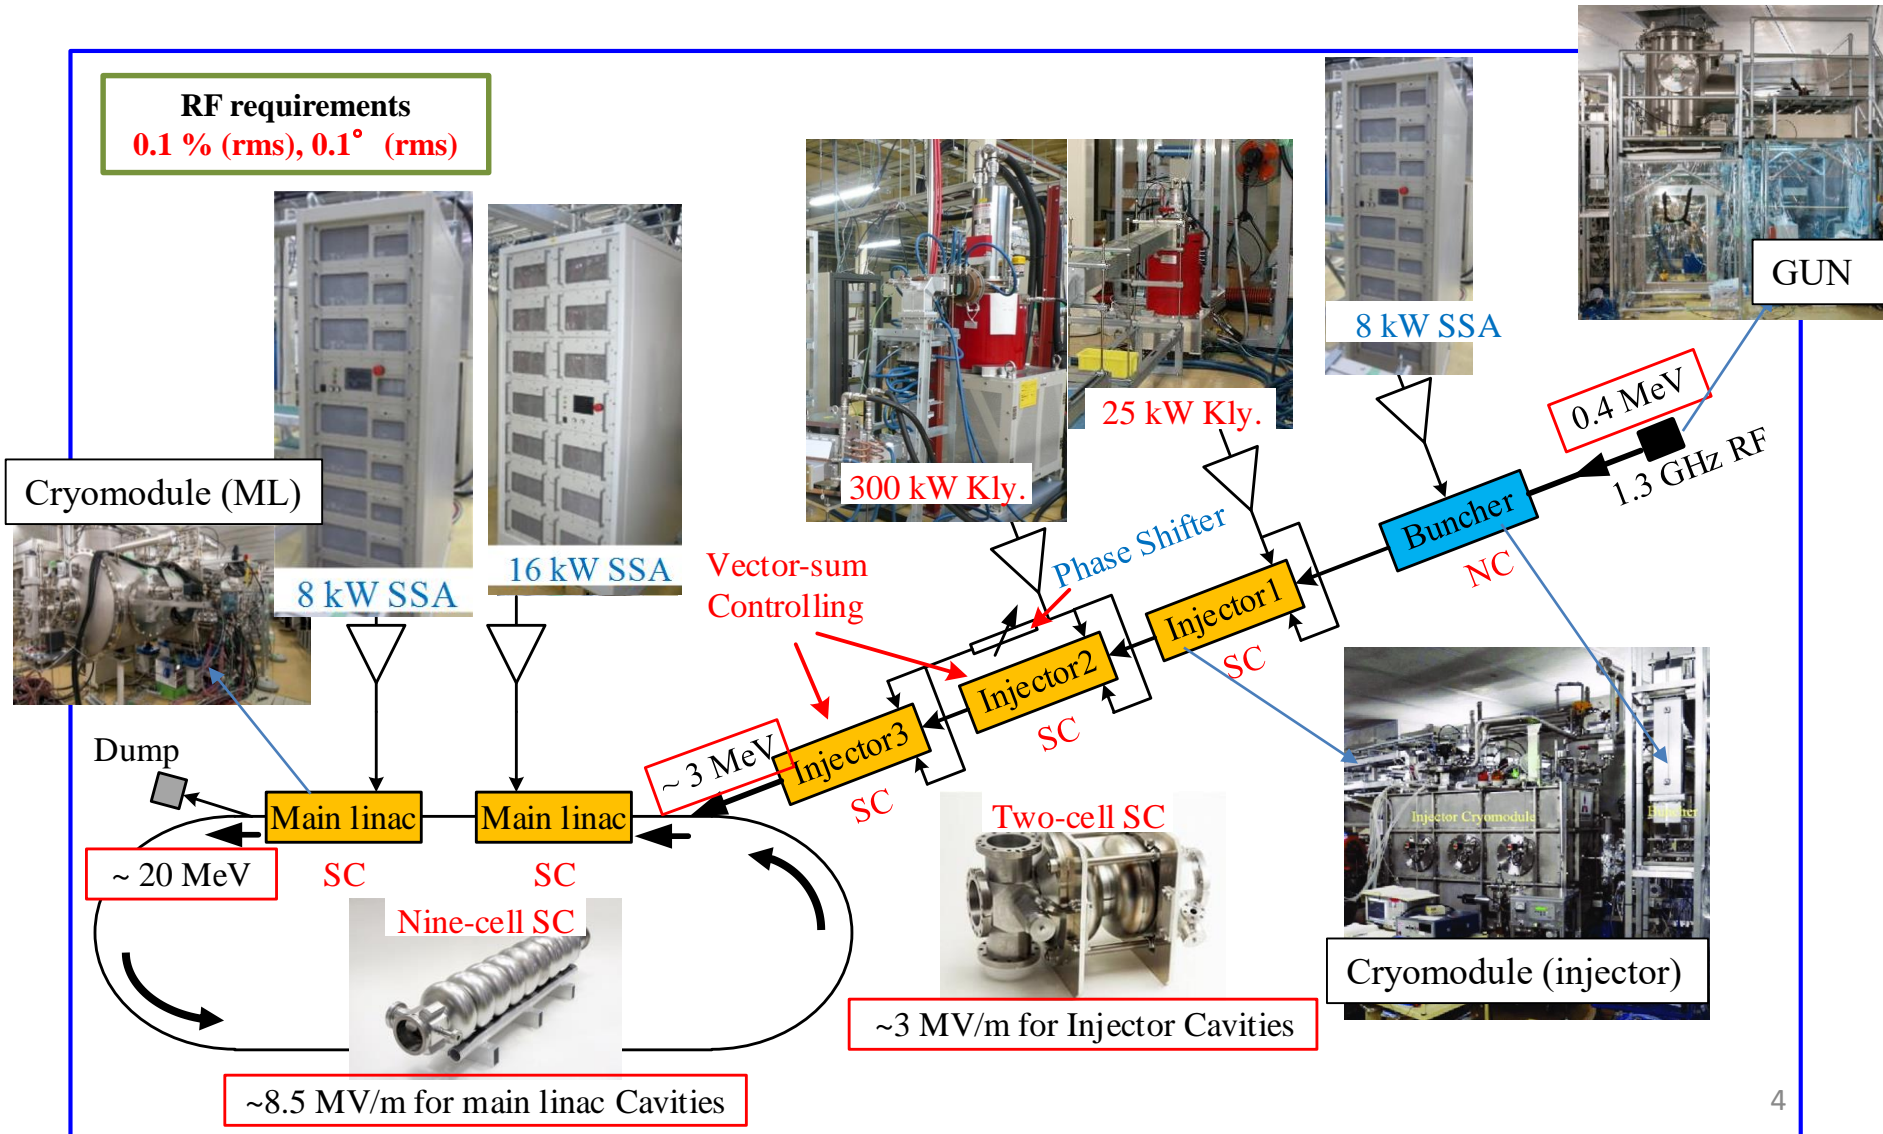 RF requirements
0.1 % (rms), 0.1° (rms)
GUN
8 kW SSA
0.4 MeV
1.3 GHz RF
25 kW Kly.
300 kW Kly.
Cryomodule (ML)
8 kW SSA
16 kW SSA
Vector-sum
Controlling
Phase Shifter
Buncher
NC
Injector1
SC
Injector2
SC
Injector3
SC
~ 3 MeV
Dump
Main linac
Main linac
~ 20 MeV
SC
SC
Nine-cell SC
Two-cell SC
Injector Cryomodule
Buncher
Cryomodule (injector)
~3 MV/m for Injector Cavities
~8.5 MV/m for main linac Cavities
4